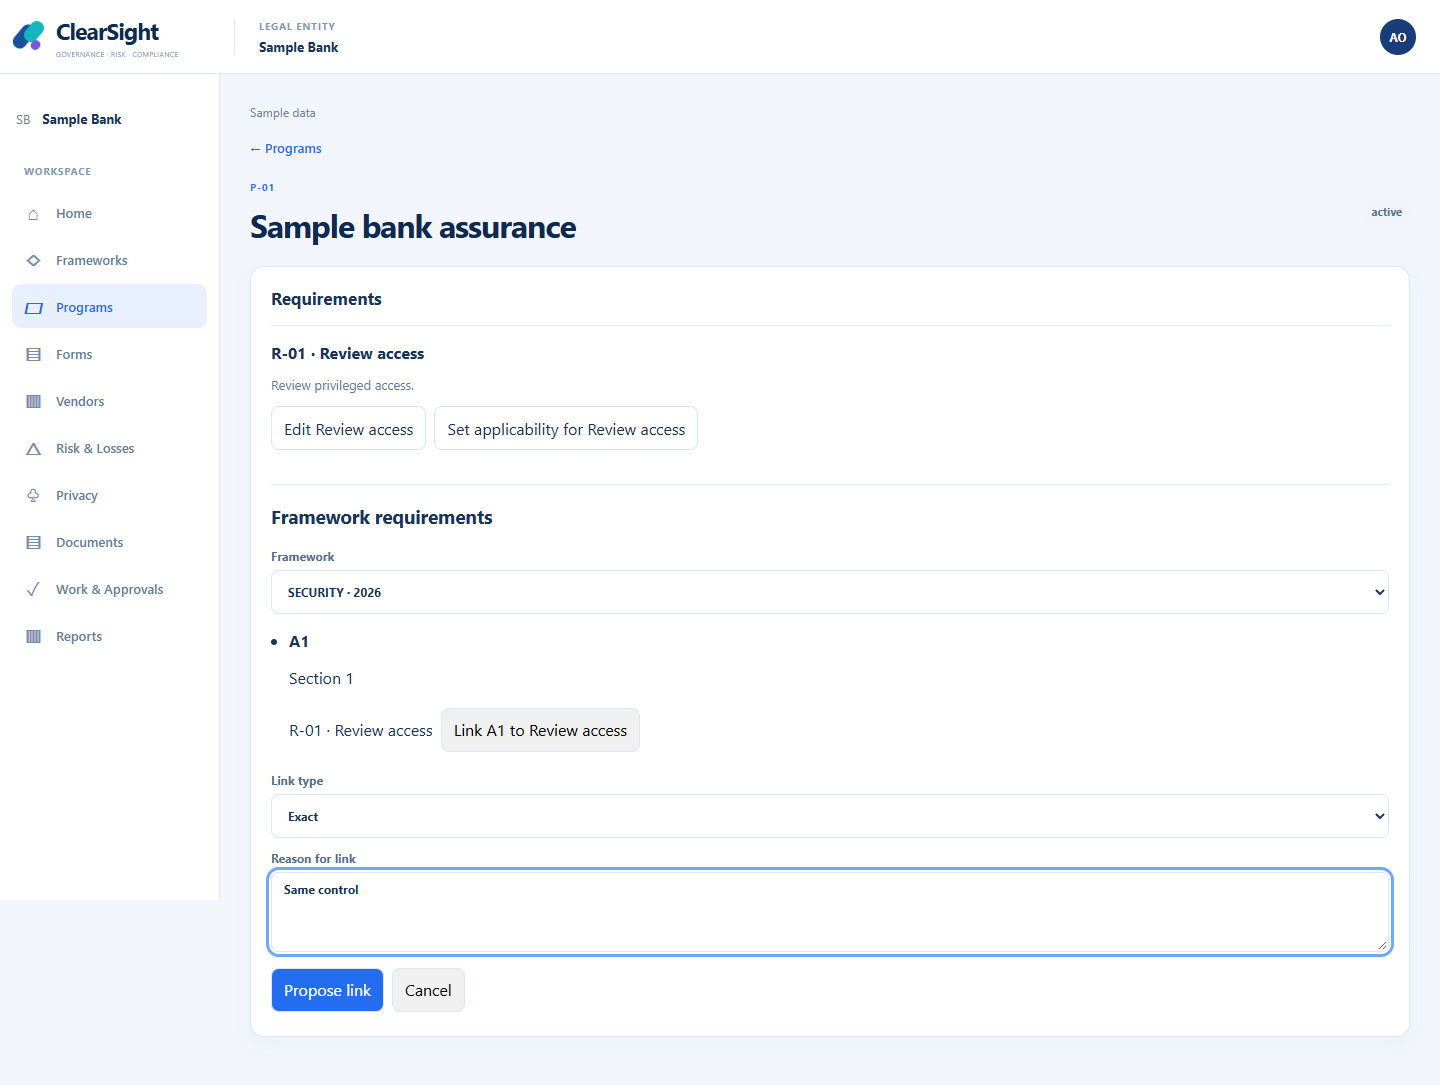 ClearSight
GOVERNANCE · RISK · COMPLIANCE
LEGAL ENTITY
Sample Bank
AO
SB Sample Bank
WORKSPACE
Home
Frameworks
Programs
Forms
Vendors
Risk & Losses
Privacy
Documents
Work & Approvals
Reports
Sample data
← Programs
P-01
Sample bank assurance
active
Requirements
R-01 · Review access
Review privileged access.
Edit Review access
Set applicability for Review access
Framework requirements
Framework
SECURITY · 2026
• A1
Section 1
R-01 · Review access
Link A1 to Review access
Link type
Exact
Reason for link
Same control
Propose link
Cancel